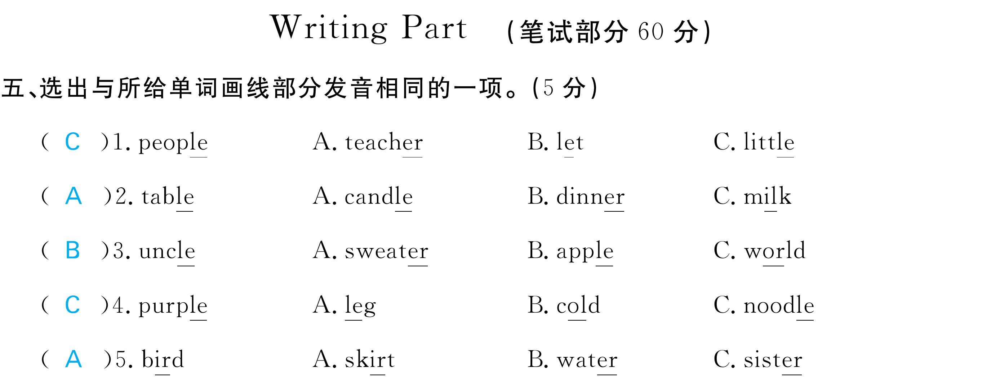 Writing Part (笔试部分 60 分)
五、选出与所给单词画线部分发音相同的一项。(5 分)
( C )1. people A. teacher B. let C. little
( A )2. table A. candle B. dinner C. milk
( B )3. uncle A. sweater B. apple C. world
( C )4. purple A. leg B. cold C. noodle
( A )5. bird A. skirt B. water C. sister